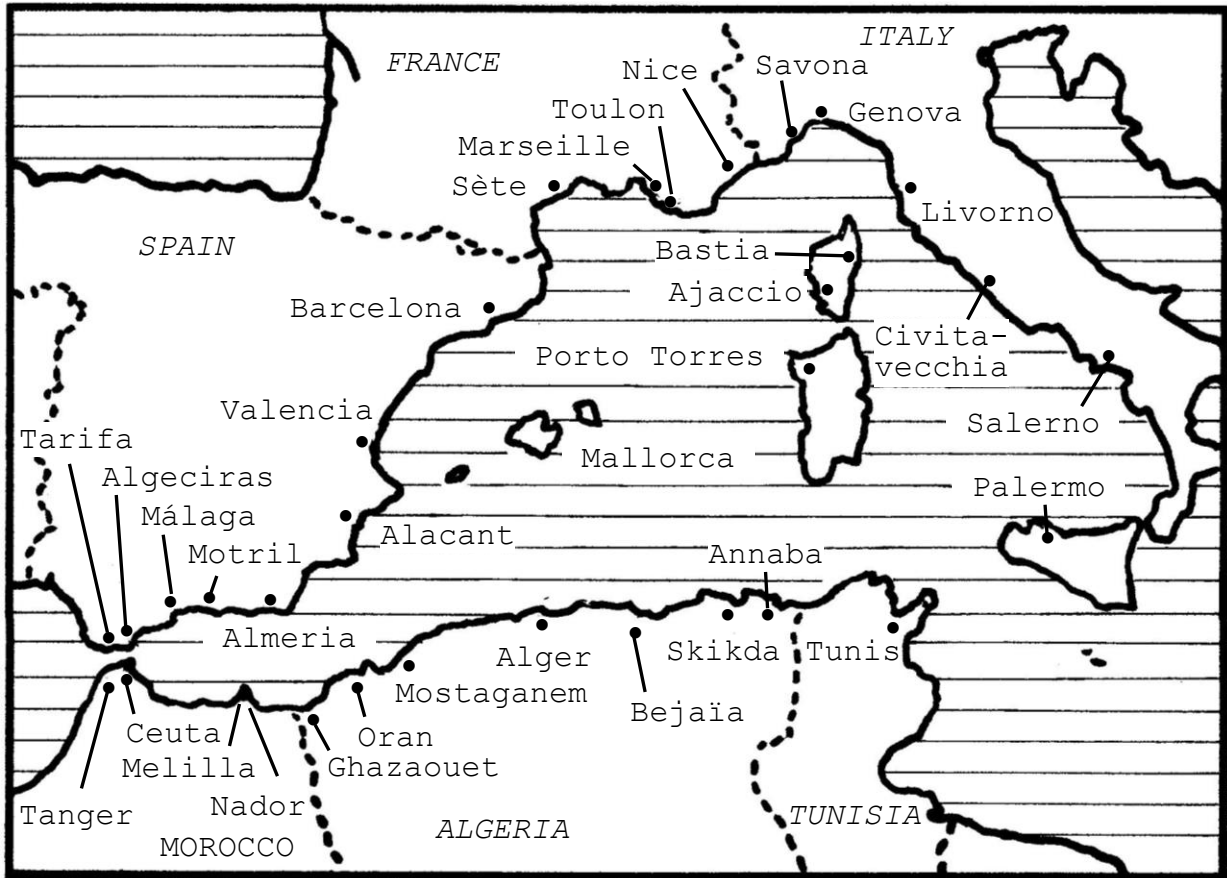 FRANCE
ITALY
Nice
Savona
Toulon
Genova
Marseille
Sète
Livorno
SPAIN
Bastia
Ajaccio
Barcelona
Civita-
vecchia
Porto Torres
Valencia
Salerno
Tarifa
Mallorca
Algeciras
Palermo
Málaga
Motril
Alacant
Annaba
Almeria
Alger
Skikda
Tunis
Mostaganem
Bejaïa
Ceuta
Oran
Melilla
Ghazaouet
Tanger
Nador
ALGERIA
TUNISIA
MOROCCO